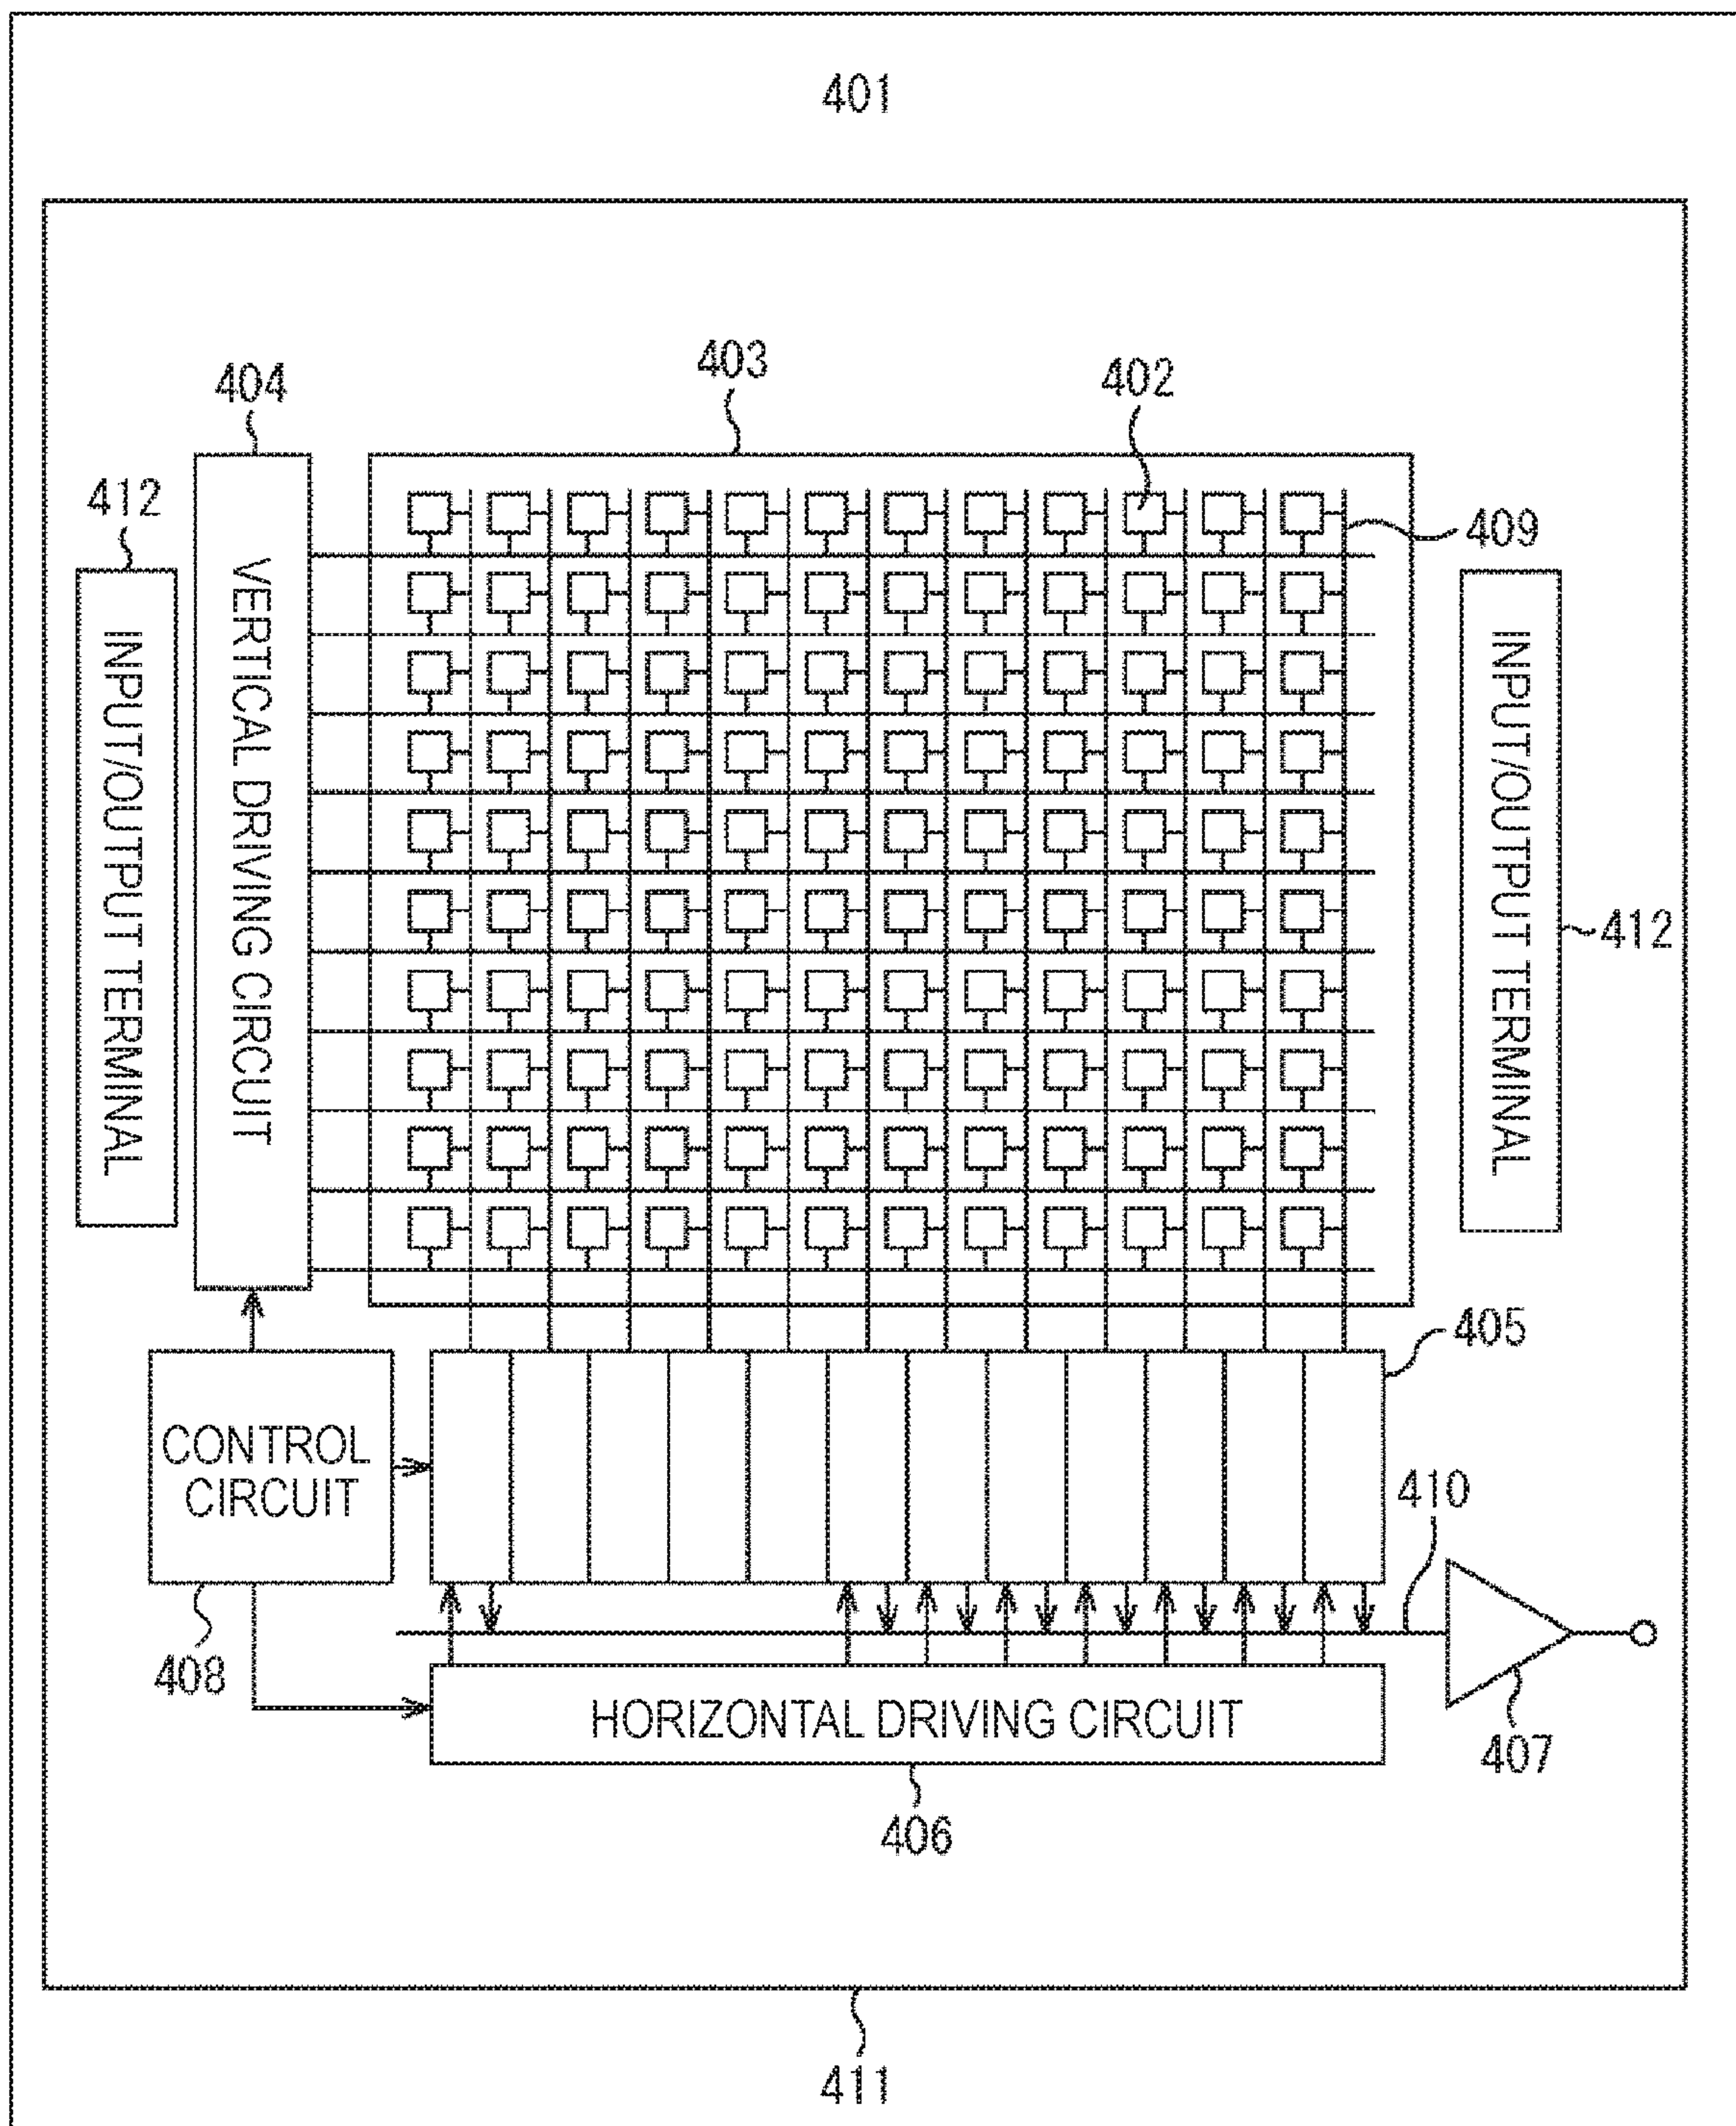 401
403
402
404
412
409
VERTICAL DRIVING CIRCUIT
INPUT/OUTPUT TERMINAL
INPUT/OUTPUT TERMINAL
412
405
CONTROL
CIRCUIT
410
408
HORIZONTAL DRIVING CIRCUIT
407
406
411